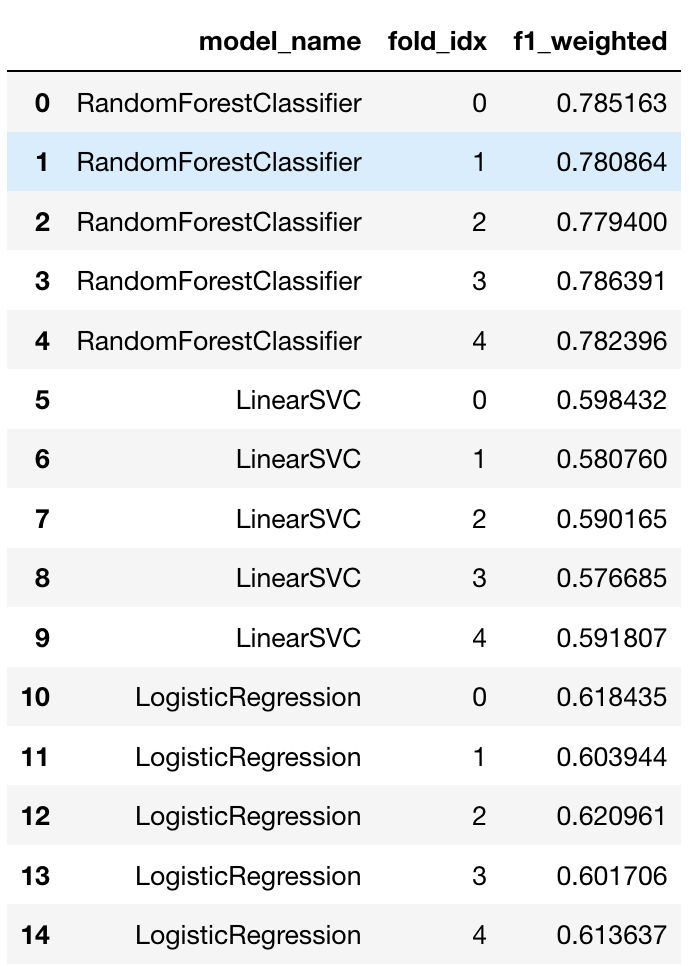 model_name fold_idx f1_weighted
0 RandomForestClassifier 0 0.785163
1 RandomForestClassifier 1 0.780864
2 RandomForestClassifier 2 0.779400
3 RandomForestClassifier 3 0.786391
4 RandomForestClassifier 4 0.782396
5 LinearSVC 0 0.598432
6 LinearSVC 1 0.580760
7 LinearSVC 2 0.590165
8 LinearSVC 3 0.576685
9 LinearSVC 4 0.591807
10 LogisticRegression 0 0.618435
11 LogisticRegression 1 0.603944
12 LogisticRegression 2 0.620961
13 LogisticRegression 3 0.601706
14 LogisticRegression 4 0.613637